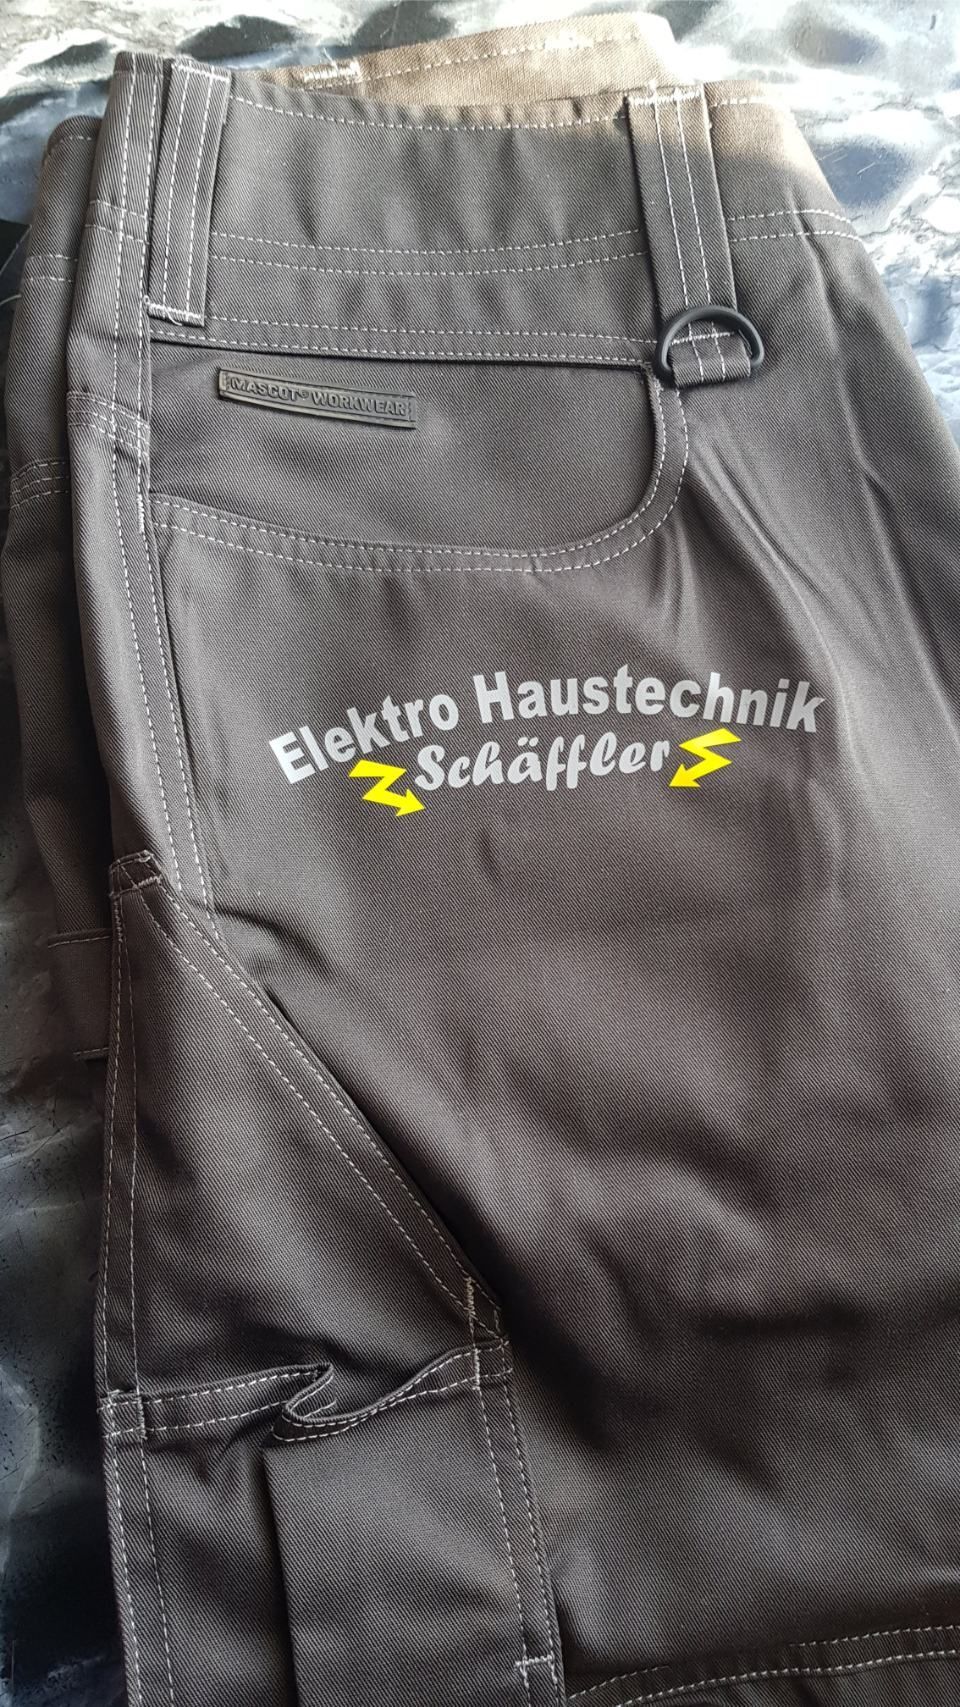 MASCOT® WORKWEAR
Elektro Haustechnik
Schäffler